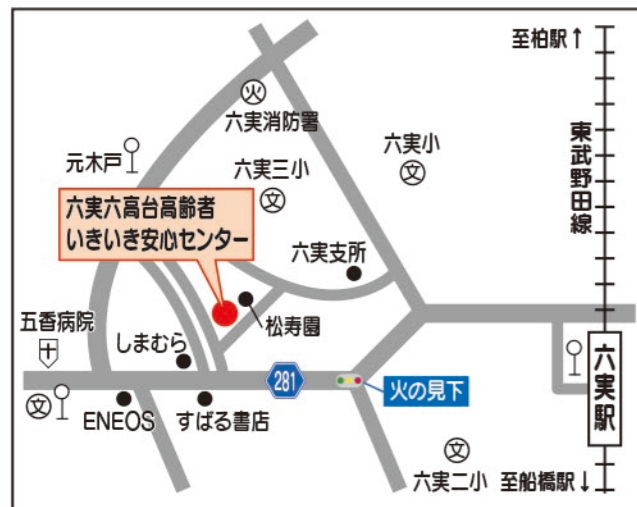 至柏駅↑
東武野田線
火
六実消防署
六実小
文
元木戸
六実三小
文
六実六高台高齢者
いきいき安心センター
六実支所
松寿園
五香病院
しまむら
281
火の見下
六実駅
文
ENEOS
すばる書店
文
六実二小
至船橋駅↓